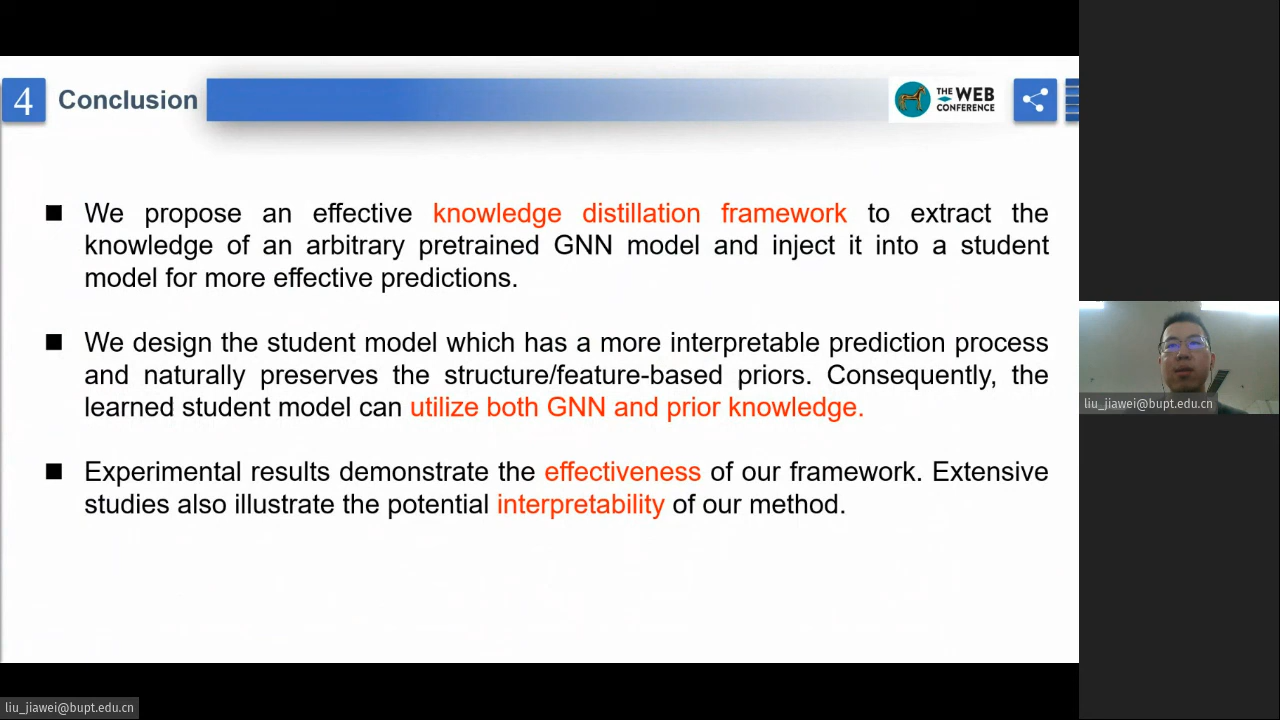 4 Conclusion
THE WEB
CONFERENCE
We propose an effective knowledge distillation framework to extract the
knowledge of an arbitrary pretrained GNN model and inject it into a student
model for more effective predictions.
We design the student model which has a more interpretable prediction process
and naturally preserves the structure/feature-based priors. Consequently, the
learned student model can utilize both GNN and prior knowledge.
Experimental results demonstrate the effectiveness of our framework. Extensive
studies also illustrate the potential interpretability of our method.
liu_jiawei@bupt.edu.cn
liu_jiawei@bupt.edu.cn